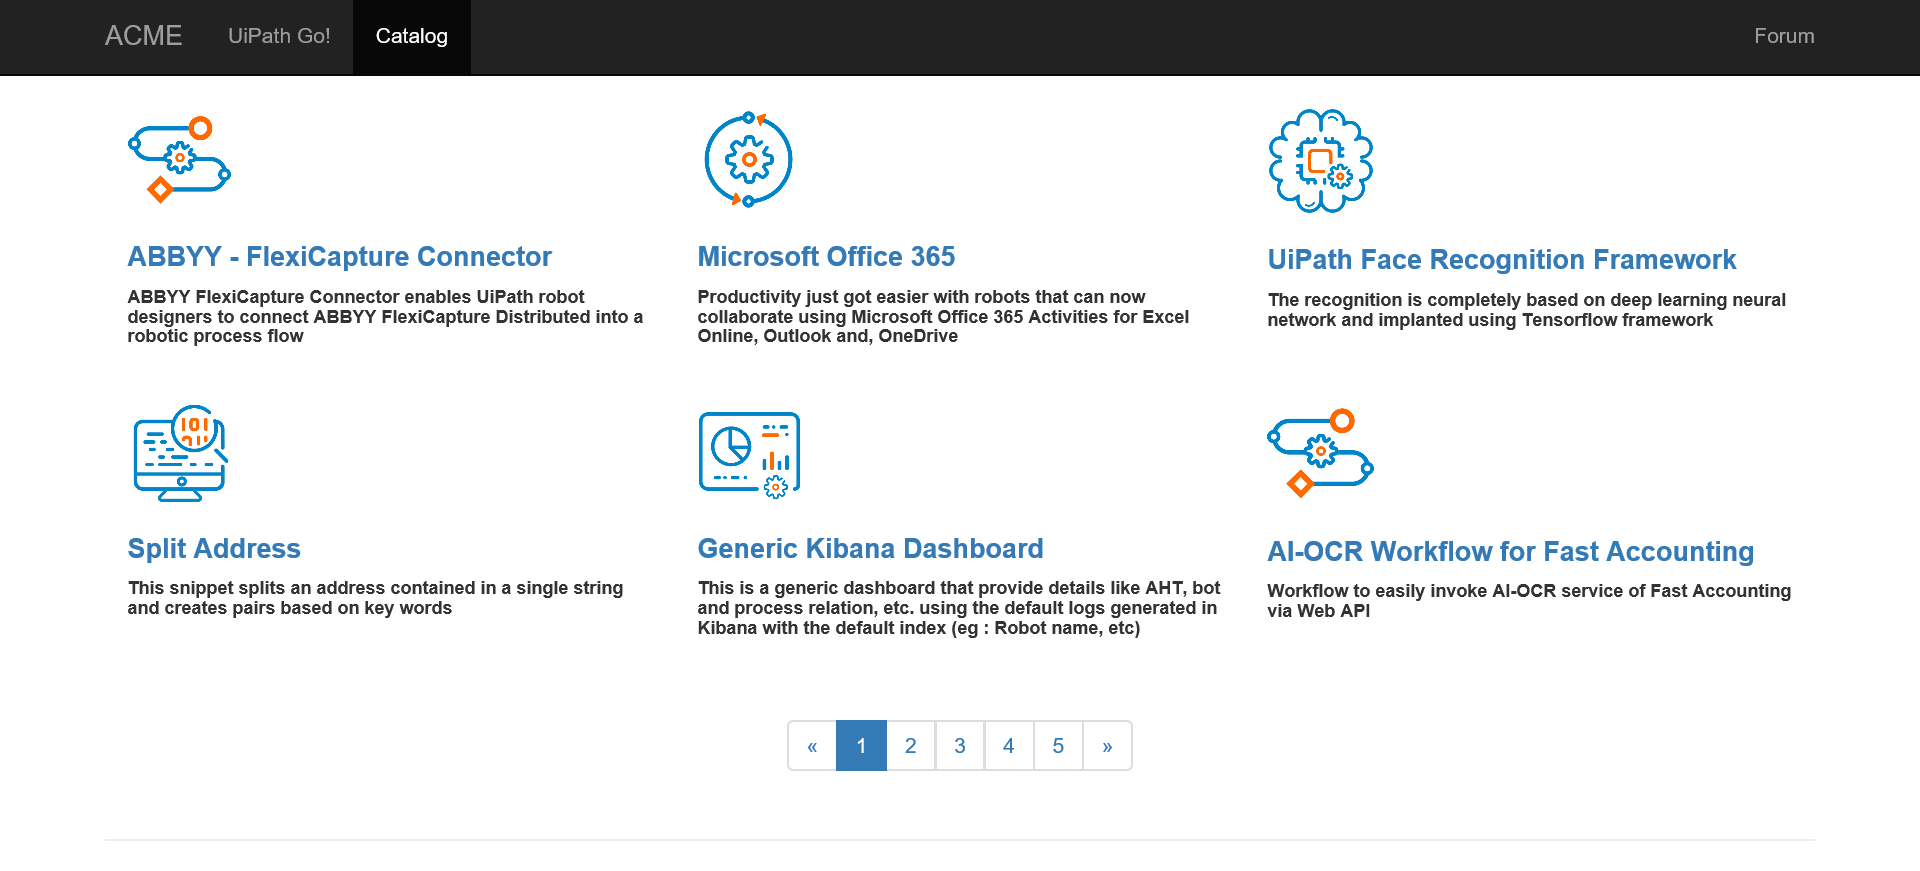 ACME
UiPath Go!
Catalog
Forum
ABBYY - FlexiCapture Connector
ABBYY FlexiCapture Connector enables UiPath robot
designers to connect ABBYY FlexiCapture Distributed into a
robotic process flow
Microsoft Office 365
Productivity just got easier with robots that can now
collaborate using Microsoft Office 365 Activities for Excel
Online, Outlook and, OneDrive
UiPath Face Recognition Framework
The recognition is completely based on deep learning neural
network and implanted using Tensorflow framework
Split Address
This snippet splits an address contained in a single string
and creates pairs based on key words
Generic Kibana Dashboard
This is a generic dashboard that provide details like AHT, bot
and process relation, etc. using the default logs generated in
Kibana with the default index (eg : Robot name, etc)
AI-OCR Workflow for Fast Accounting
Workflow to easily invoke AI-OCR service of Fast Accounting
via Web API
« 1 2 3 4 5 »